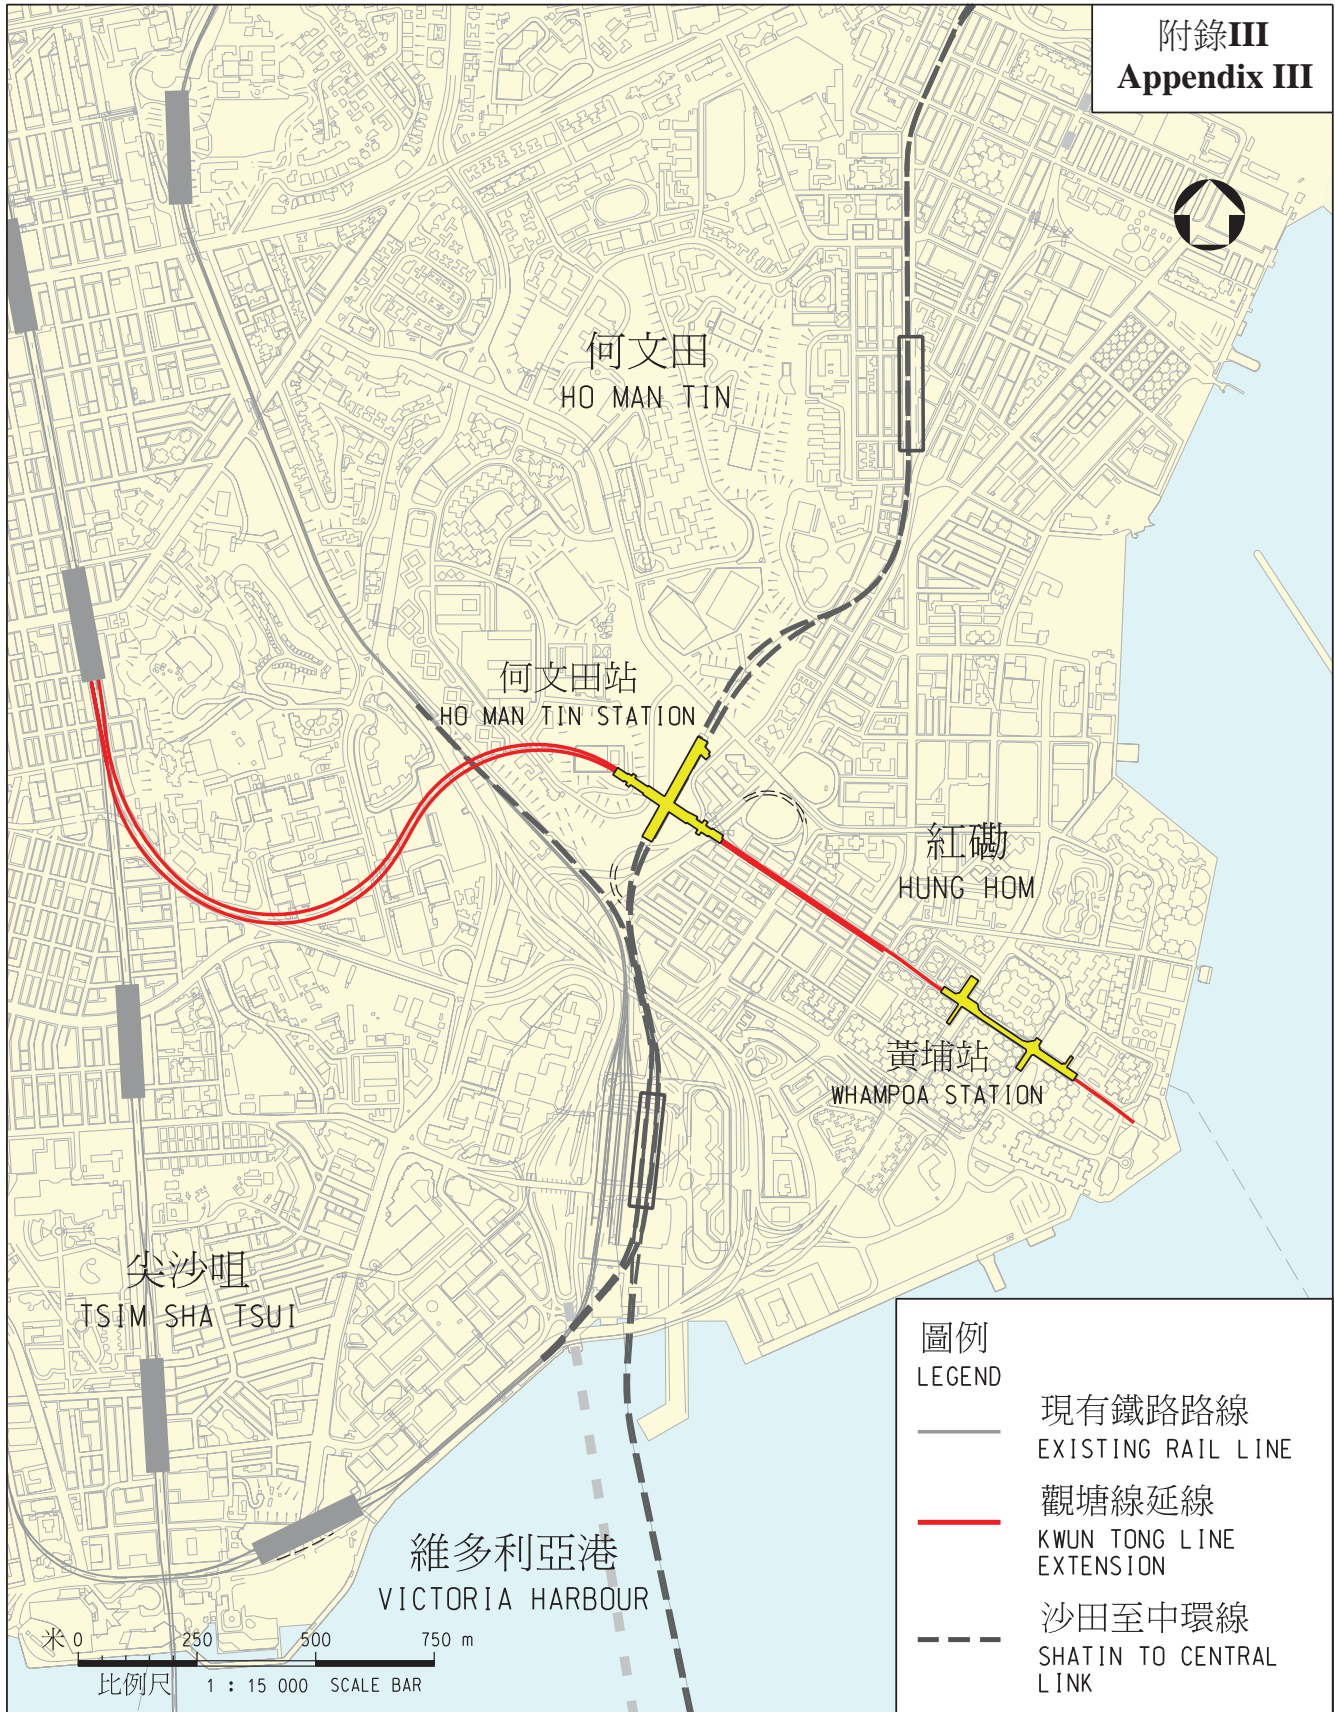 附錄III
Appendix III
何文田
HO MAN TIN
何文田站
HO MAN TIN STATION
紅磡
HUNG HOM
黃埔站
WHAMPOA STATION
尖沙咀
TSIM SHA TSUI
維多利亞港
VICTORIA HARBOUR
米 0 250 500 750 m
比例尺 1 : 15 000 SCALE BAR
圖例
LEGEND
現有鐵路路線
EXISTING RAIL LINE
觀塘線延線
KWUN TONG LINE
EXTENSION
沙田至中環線
SHATIN TO CENTRAL
LINK